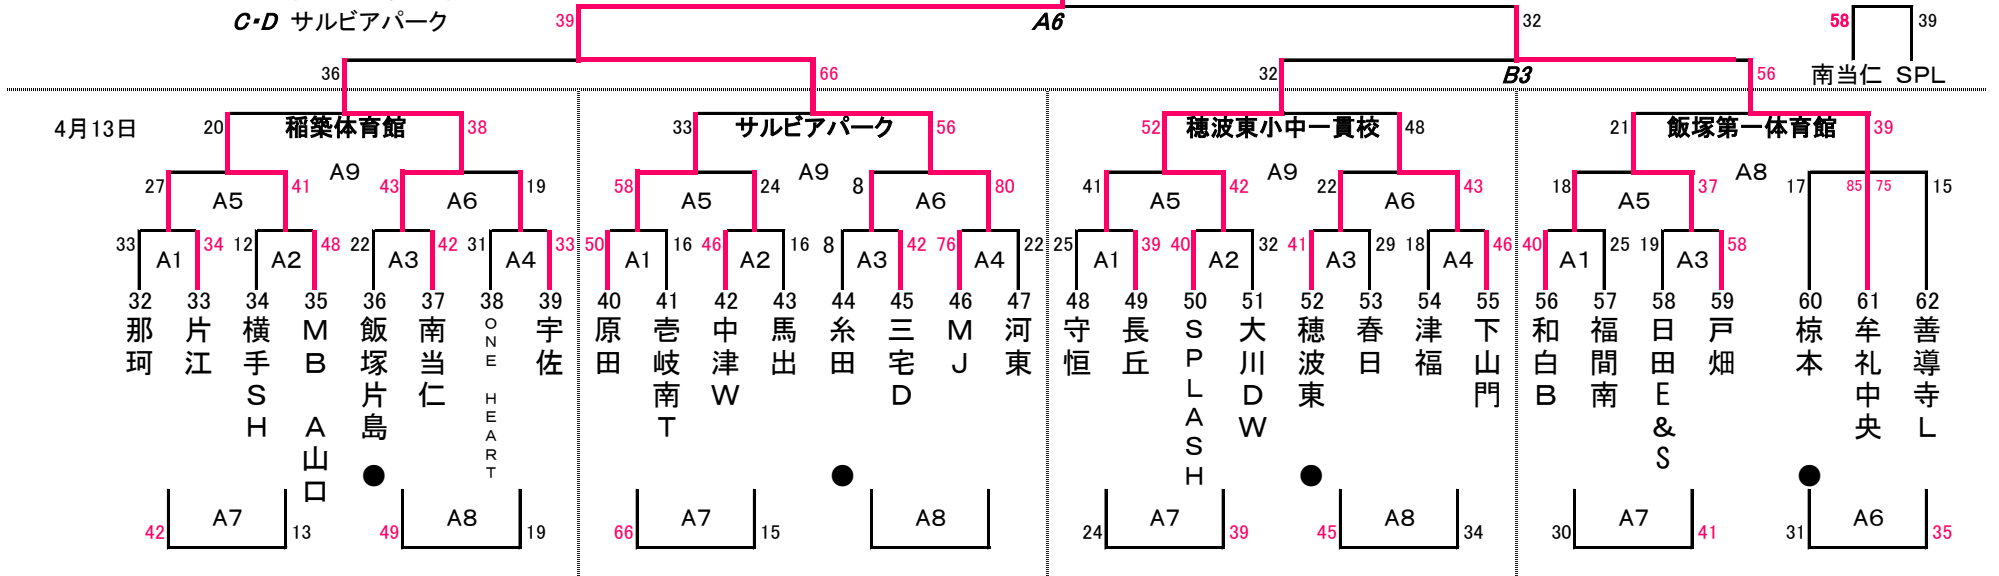 C・D サルビアパーク 39 A6 32 58 39
36 66 32 B3 56 南当仁 SPL
4月13日 20 稲築体育館 38 33 サルビアパーク 56 52 穂波東小中一貫校 48 21 飯塚第一体育館 39
A9 A9 A9 A8
27 41 43 19 58 24 8 80 41 42 22 43 18 37 17 85 75 15
A5 A6 A5 A6 A5 A6 A5
33 34 12 48 22 42 31 33 50 16 46 16 8 42 76 22 25 39 40 32 41 29 18 46 40 25 19 58
A1 A2 A3 A4 A1 A2 A3 A4 A1 A2 A3 A4 A1 A3
32 33 34 35 36 37 38 39 40 41 42 43 44 45 46 47 48 49 50 51 52 53 54 55 56 57 58 59 60 61 62
那珂
片江
横手SH
MB A山口
飯塚片島
南当仁
ONE HEART
宇佐
原田
壱岐南T
中津W
馬出
糸田
三宅D
MJ
河東
守恒
長丘
SPLASH
大川DW
穂波東
春日
津福
下山門
和白B
福間南
日田E&S
戸畑
椋本
牟礼中央
善導寺L
● ● ● ●
42 A7 13 49 A8 19 66 A7 15 A8 24 A7 39 45 A8 34 30 A7 41 31 A6 35